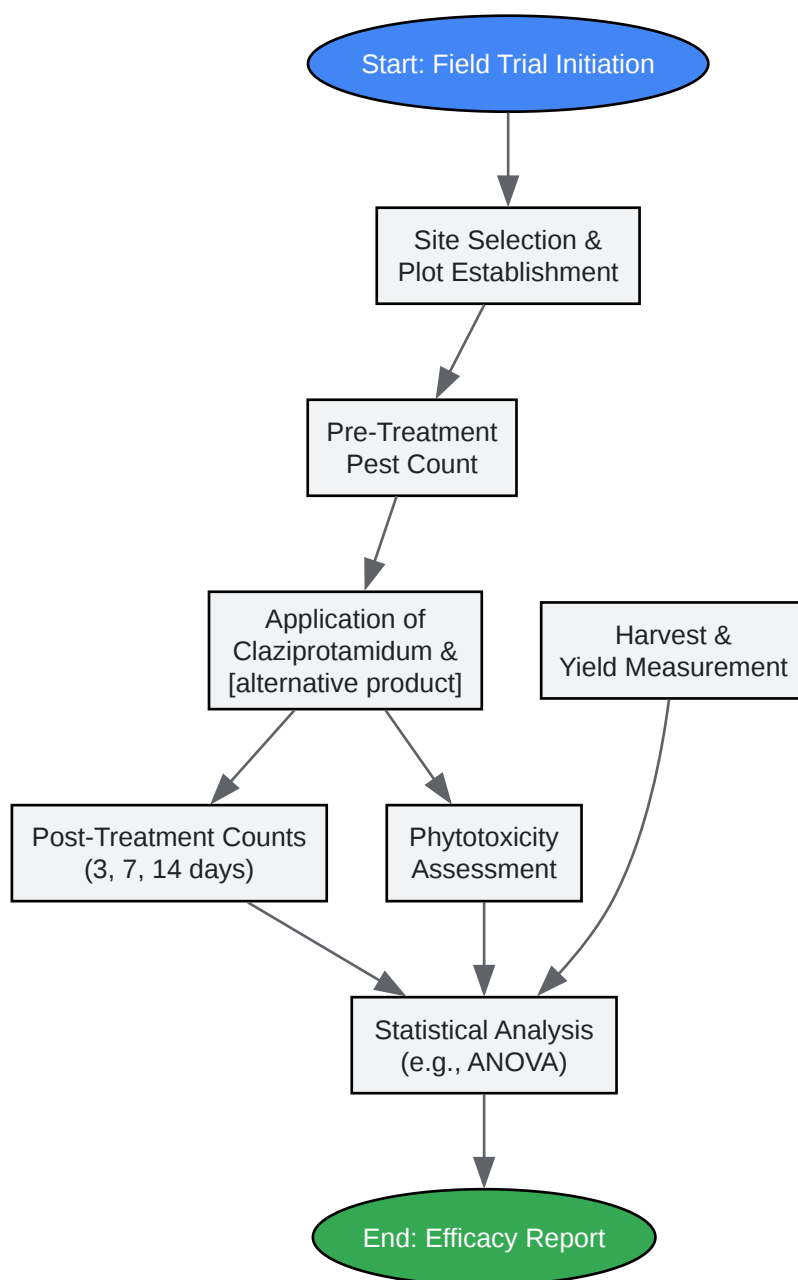 Start: Field Trial Initiation
Site Selection &
Plot Establishment
Pre-Treatment
Pest Count
Application of
Claziprotamidum &
[alternative product]
Harvest &
Yield Measurement
Post-Treatment Counts
(3, 7, 14 days)
Phytotoxicity
Assessment
Statistical Analysis
(e.g., ANOVA)
End: Efficacy Report